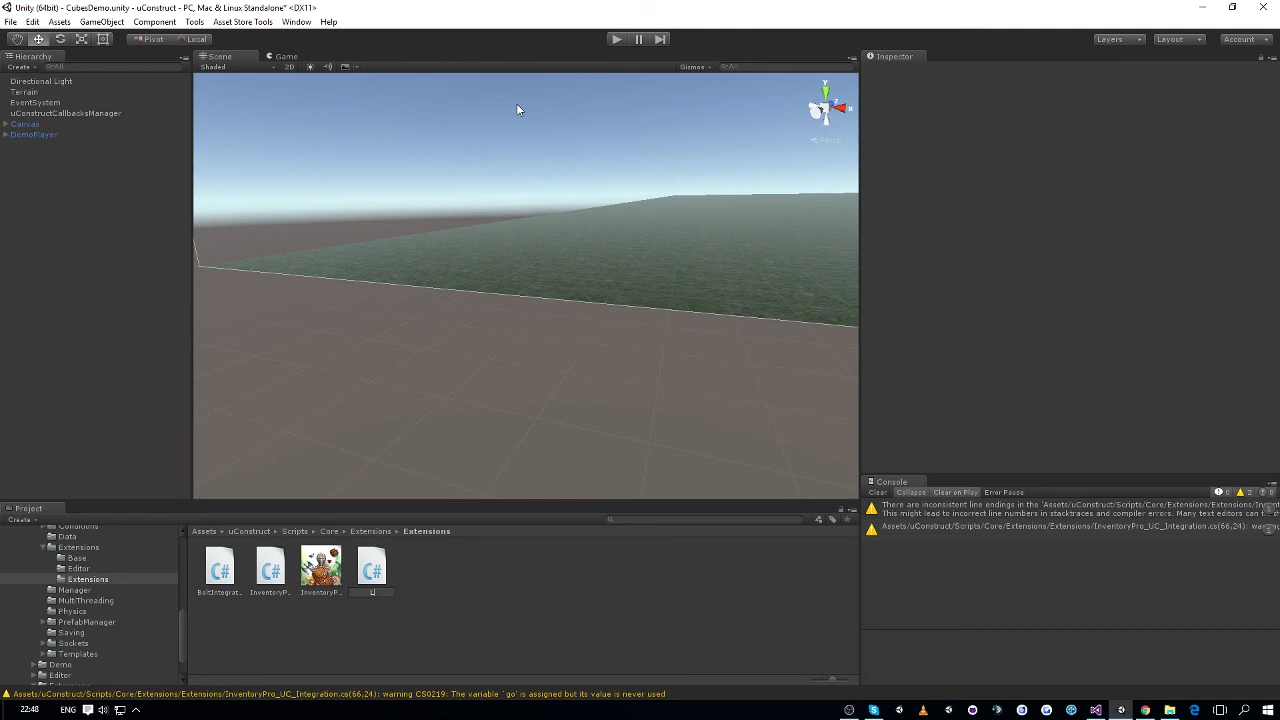 Unity (64bit) - CubesDemo.unity - uConstruct - PC, Mac & Linux Standalone* <DX11>
File Edit Assets GameObject Component Tools Asset Store Tools Window Help
Pivot Local
Layers Layout Account
Hierarchy
Create All
Directional Light
Terrain
EventSystem
uConstructCallbacksManager
Canvas
DemoPlayer
Scene Game
Shaded 2D Gizmos All
y
z
x
Persp
Inspector
Console
Clear Collapse Clear on Play Error Pause 0 2 0
There are inconsistent line endings in the 'Assets/uConstruct/Scripts/Core/Extensions/Extensions/
This might lead to incorrect line numbers in stacktraces and compiler errors. Many text editors can
Assets/uConstruct/Scripts/Core/Extensions/Extensions/InventoryPro_UC_Integration.cs(66,24):
Project
Create
Conditions
Data
Extensions
Base
Editor
Extensions
Manager
MultiThreading
Physics
PrefabManager
Saving
Sockets
Templates
Demo
Editor
Assets uConstruct Scripts Core Extensions Extensions
C# C# C#
BoltIntegrat... InventoryP... InventoryP...
Assets/uConstruct/Scripts/Core/Extensions/Extensions/InventoryPro_UC_Integration.cs(66,24): warning CS0219: The variable `go' is assigned but its value is never used
22:48 ENG